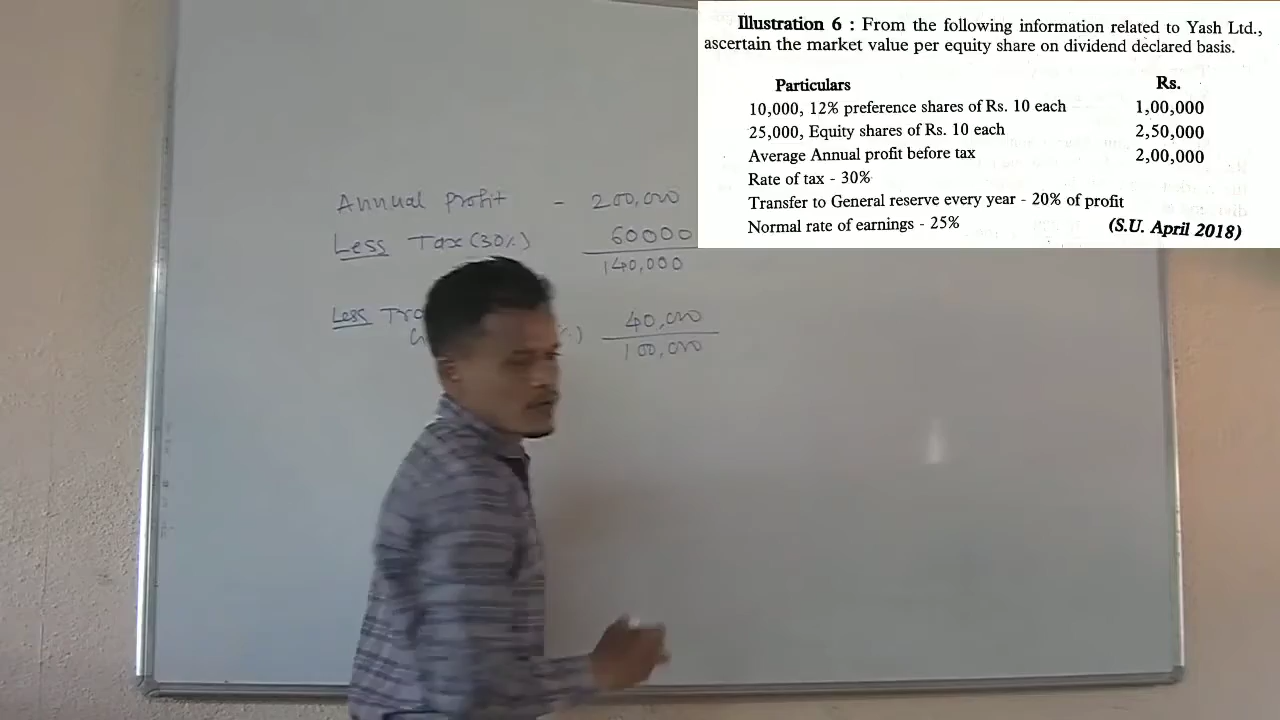 Illustration 6 : From the following information related to Yash Ltd.,
ascertain the market value per equity share on dividend declared basis.
Particulars Rs.
10,000, 12% preference shares of Rs. 10 each 1,00,000
25,000, Equity shares of Rs. 10 each 2,50,000
Average Annual profit before tax 2,00,000
Rate of tax - 30%
Transfer to General reserve every year - 20% of profit
Normal rate of earnings - 25%
(S.U. April 2018)
Annual Profit - 200,000
Less Tax (30%) 60000
140,000
Less 40,000
%) 100,000